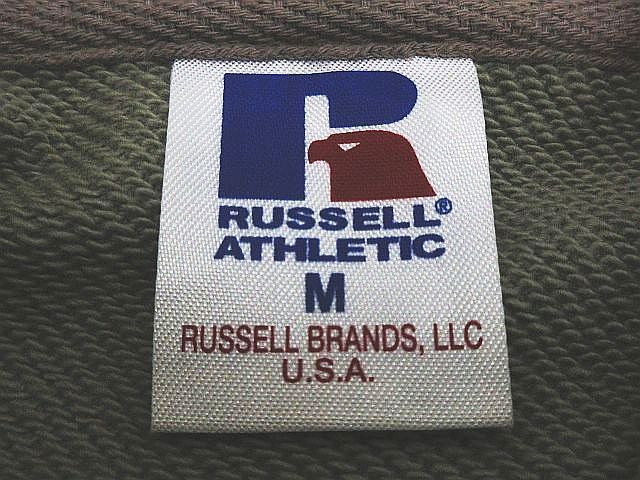 R
RUSSELL®
ATHLETIC
M
RUSSELL BRANDS, LLC
U.S.A.